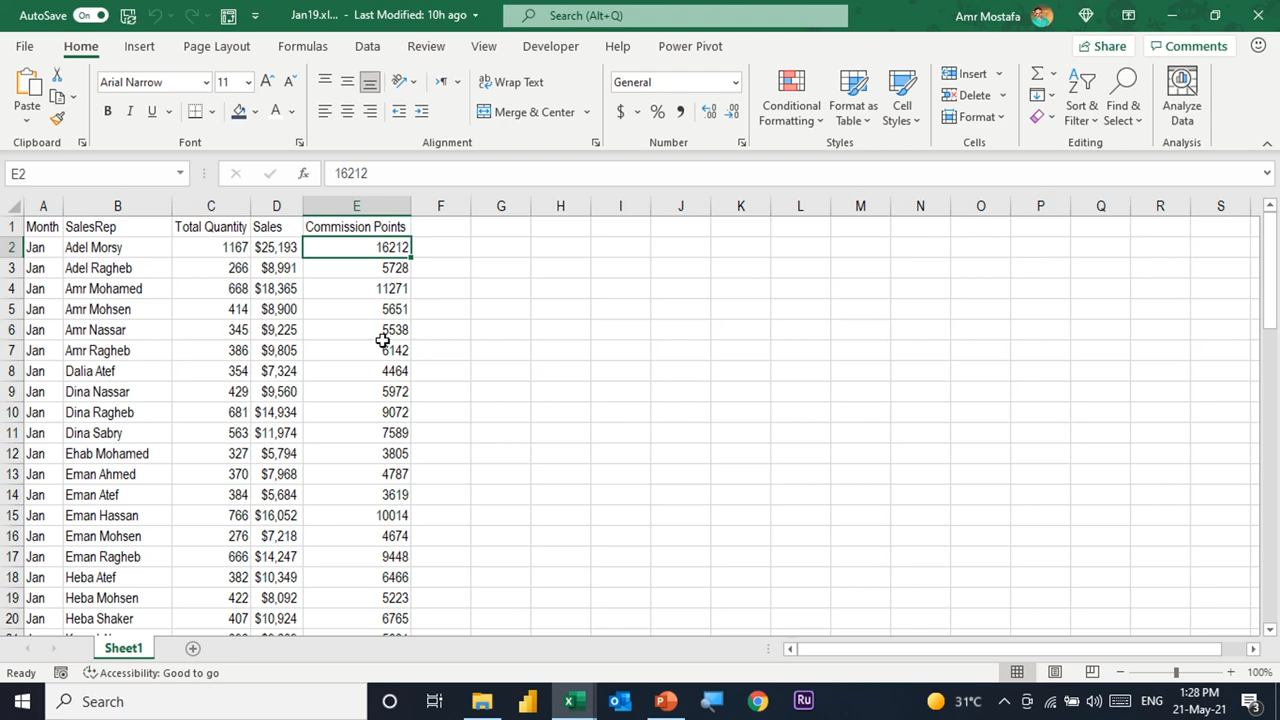 AutoSave On Jan19.xl... - Last Modified: 10h ago Search (Alt+Q) Amr Mostafa
File Home Insert Page Layout Formulas Data Review View Developer Help Power Pivot Share Comments
Arial Narrow 11 Wrap Text General Insert
Paste Conditional Format as Cell Delete Sort & Find & Analyze
B I U A Merge & Center $ % Formatting Table Styles Format Filter Select Data
Clipboard Font Alignment Number Styles Cells Editing Analysis
E2 fx 16212
A B C D E F G H I J K L M N O P Q R S
1 Month SalesRep Total Quantity Sales Commission Points
2 Jan Adel Morsy 1167 $25,193 16212
3 Jan Adel Ragheb 266 $8,991 5728
4 Jan Amr Mohamed 668 $18,365 11271
5 Jan Amr Mohsen 414 $8,900 5651
6 Jan Amr Nassar 345 $9,225 5538
7 Jan Amr Ragheb 386 $9,805 6142
8 Jan Dalia Atef 354 $7,324 4464
9 Jan Dina Nassar 429 $9,560 5972
10 Jan Dina Ragheb 681 $14,934 9072
11 Jan Dina Sabry 563 $11,974 7589
12 Jan Ehab Mohamed 327 $5,794 3805
13 Jan Eman Ahmed 370 $7,968 4787
14 Jan Eman Atef 384 $5,684 3619
15 Jan Eman Hassan 766 $16,052 10014
16 Jan Eman Mohsen 276 $7,218 4674
17 Jan Eman Ragheb 666 $14,247 9448
18 Jan Heba Atef 382 $10,349 6466
19 Jan Heba Mohsen 422 $8,092 5223
20 Jan Heba Shaker 407 $10,924 6765
Sheet1
Ready Accessibility: Good to go 100%
Search Ru 31°C ENG 1:28 PM
21-May-21 3